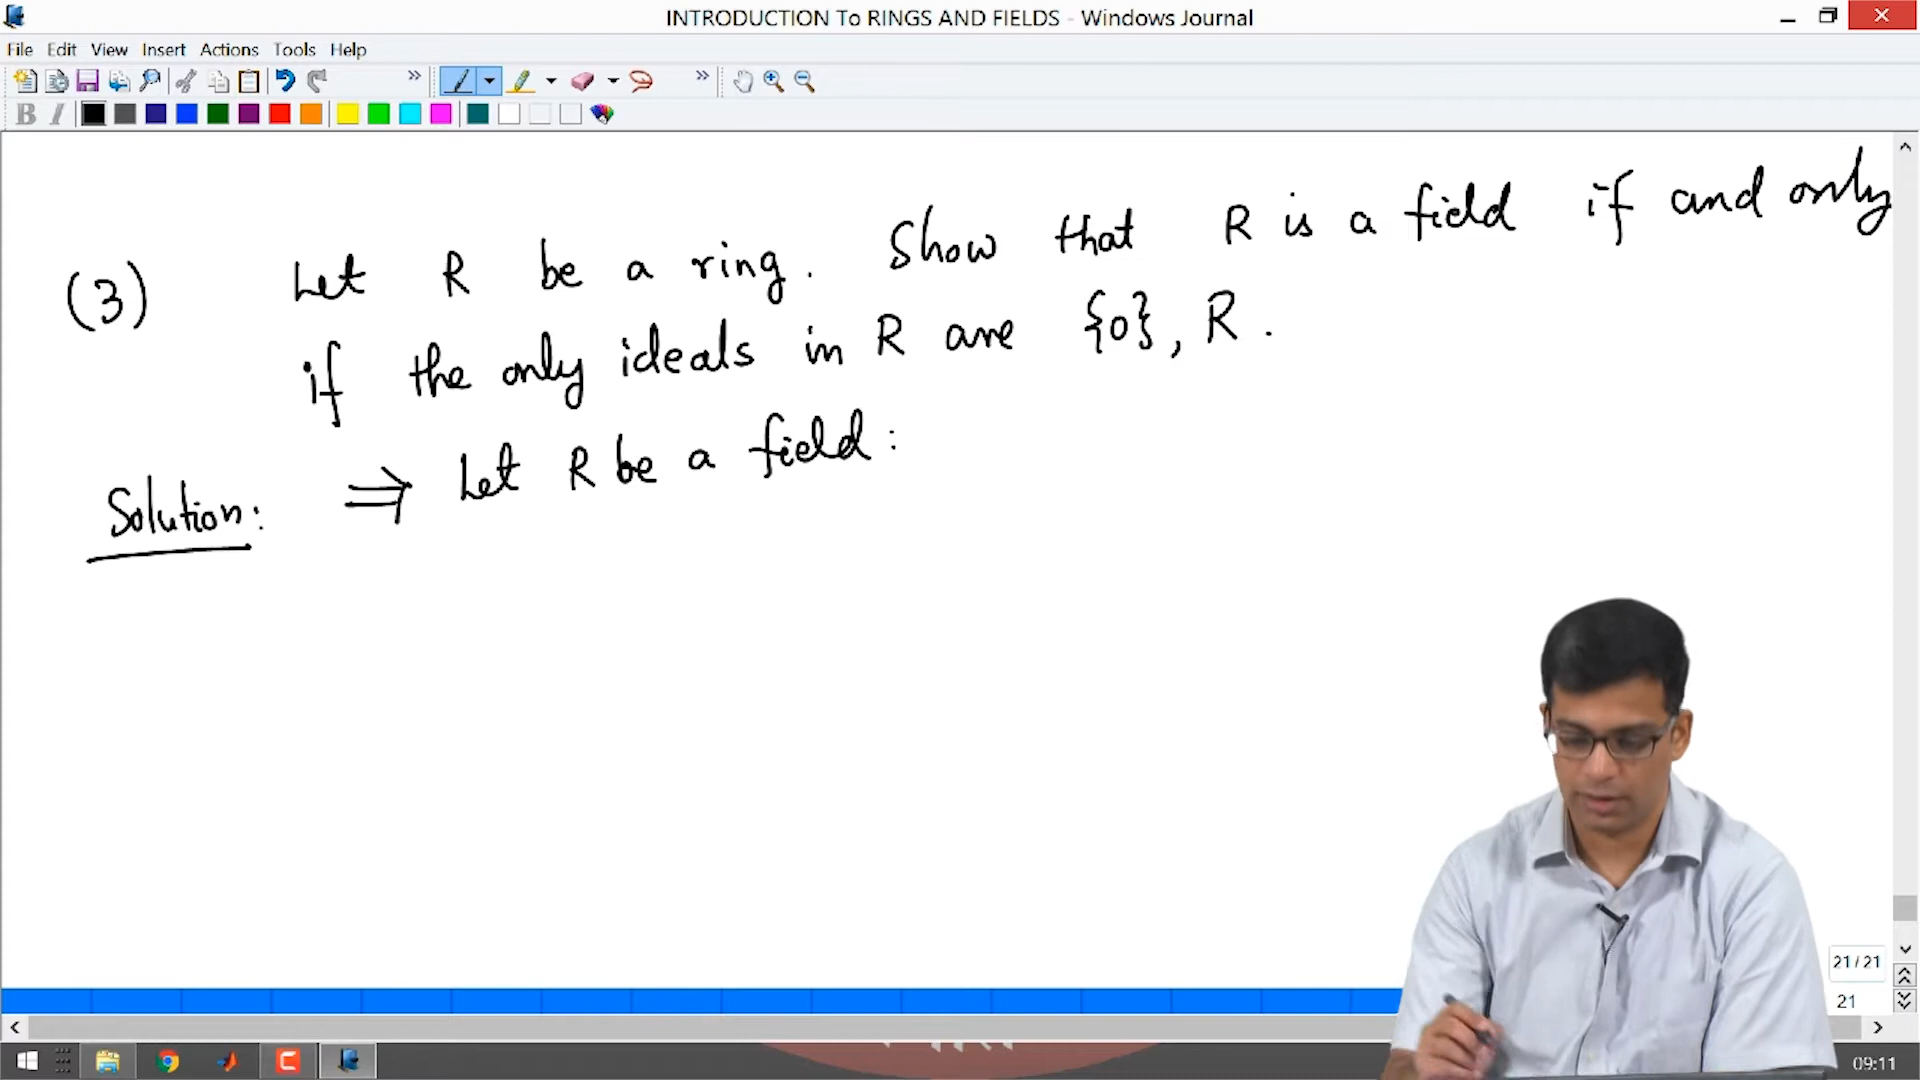 INTRODUCTION To RINGS AND FIELDS - Windows Journal
File Edit View Insert Actions Tools Help
B I
(3) Let R be a ring. Show that R is a field if and only
if the only ideals in R are {0}, R.
Solution: ⇒ Let R be a field:
21 / 21
21
09:11